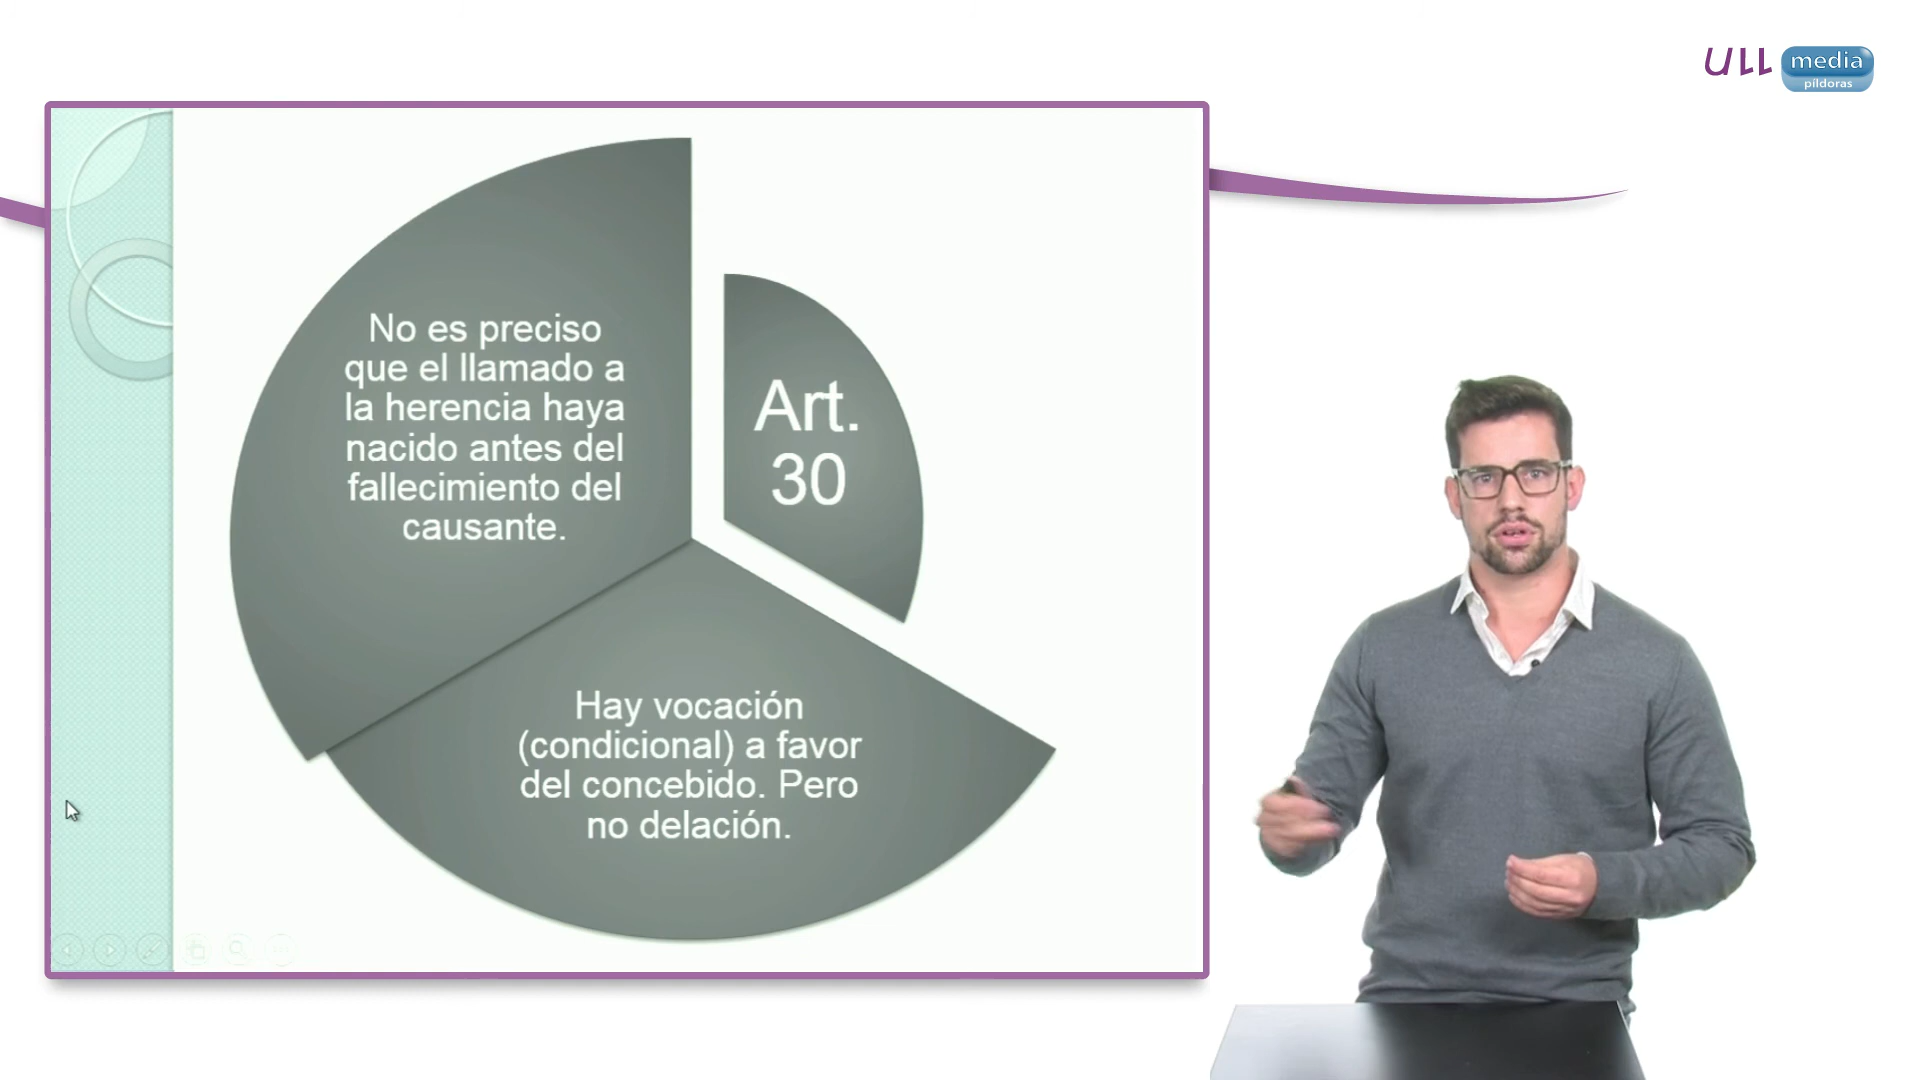 ULL media
píldoras
No es preciso
que el llamado a
la herencia haya
nacido antes del
fallecimiento del
causante.
Art.
30
Hay vocación
(condicional) a favor
del concebido. Pero
no delación.